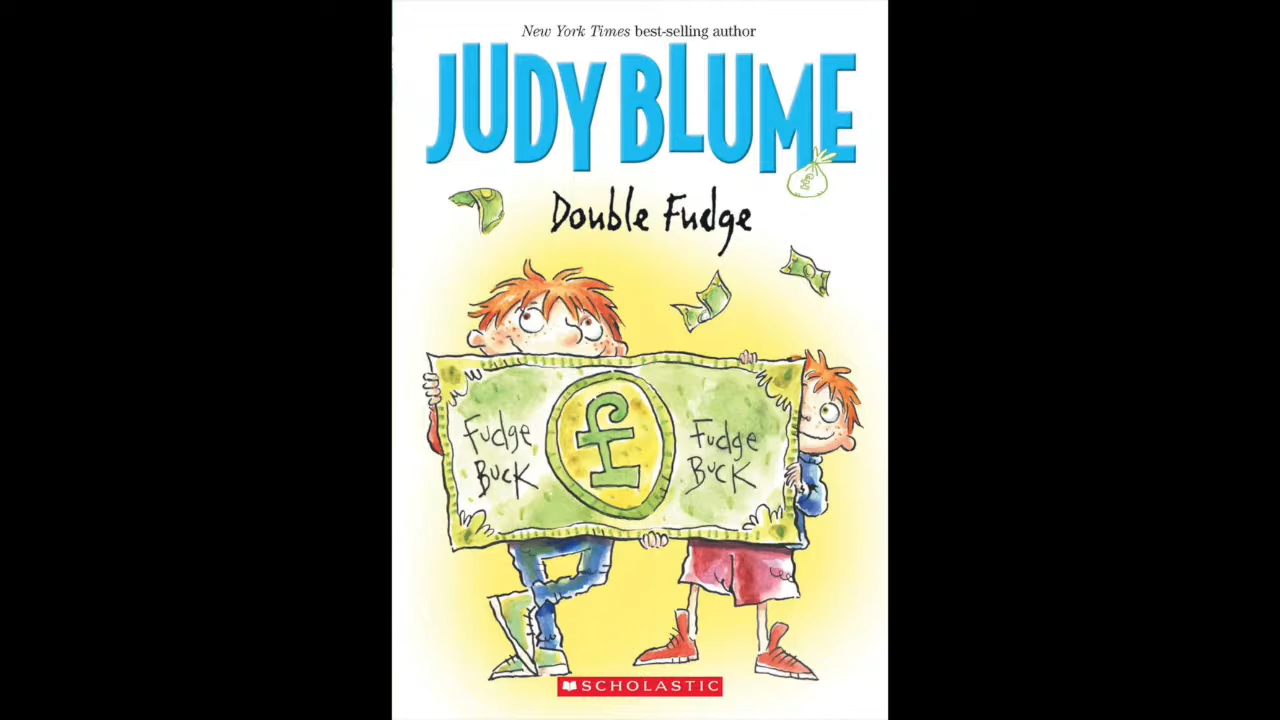 New York Times best-selling author
JUDY BLUME
Double Fudge
Fudge
Buck
£
Fudge
Buck
SCHOLASTIC